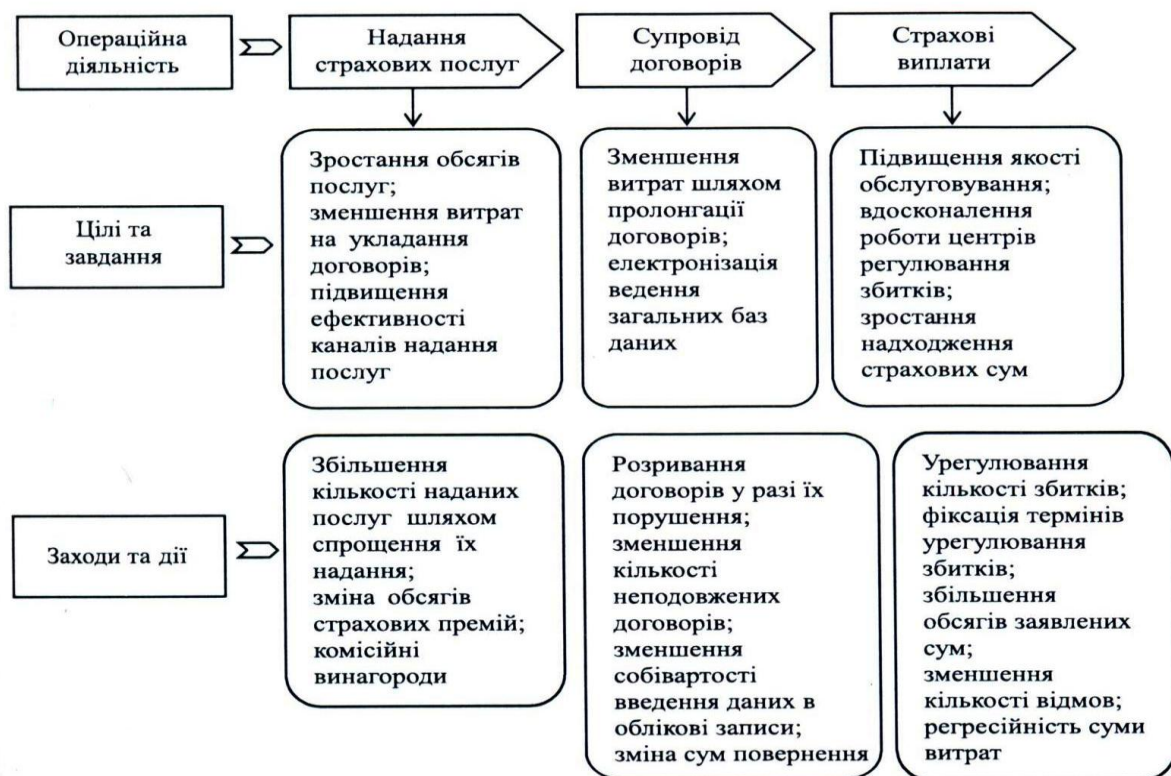 Операційна
діяльність
Надання
страхових послуг
Супровід
договорів
Страхові
виплати
Цілі та
завдання
Зростання обсягів
послуг;
зменшення витрат
на укладання
договорів;
підвищення
ефективності
каналів надання
послуг
Зменшення
витрат шляхом
пролонгації
договорів;
електронізація
ведення
загальних баз
даних
Підвищення якості
обслуговування;
вдосконалення
роботи центрів
регулювання
збитків;
зростання
надходження
страхових сум
Заходи та дії
Збільшення
кількості наданих
послуг шляхом
спрощення їх
надання;
зміна обсягів
страхових премій;
комісійні
винагороди
Розривання
договорів у разі їх
порушення;
зменшення
кількості
неподовжених
договорів;
зменшення
собівартості
введення даних в
облікові записи;
зміна сум повернення
Урегулювання
кількості збитків;
фіксація термінів
урегулювання
збитків;
збільшення
обсягів заявлених
сум;
зменшення
кількості відмов;
регресійність суми
витрат